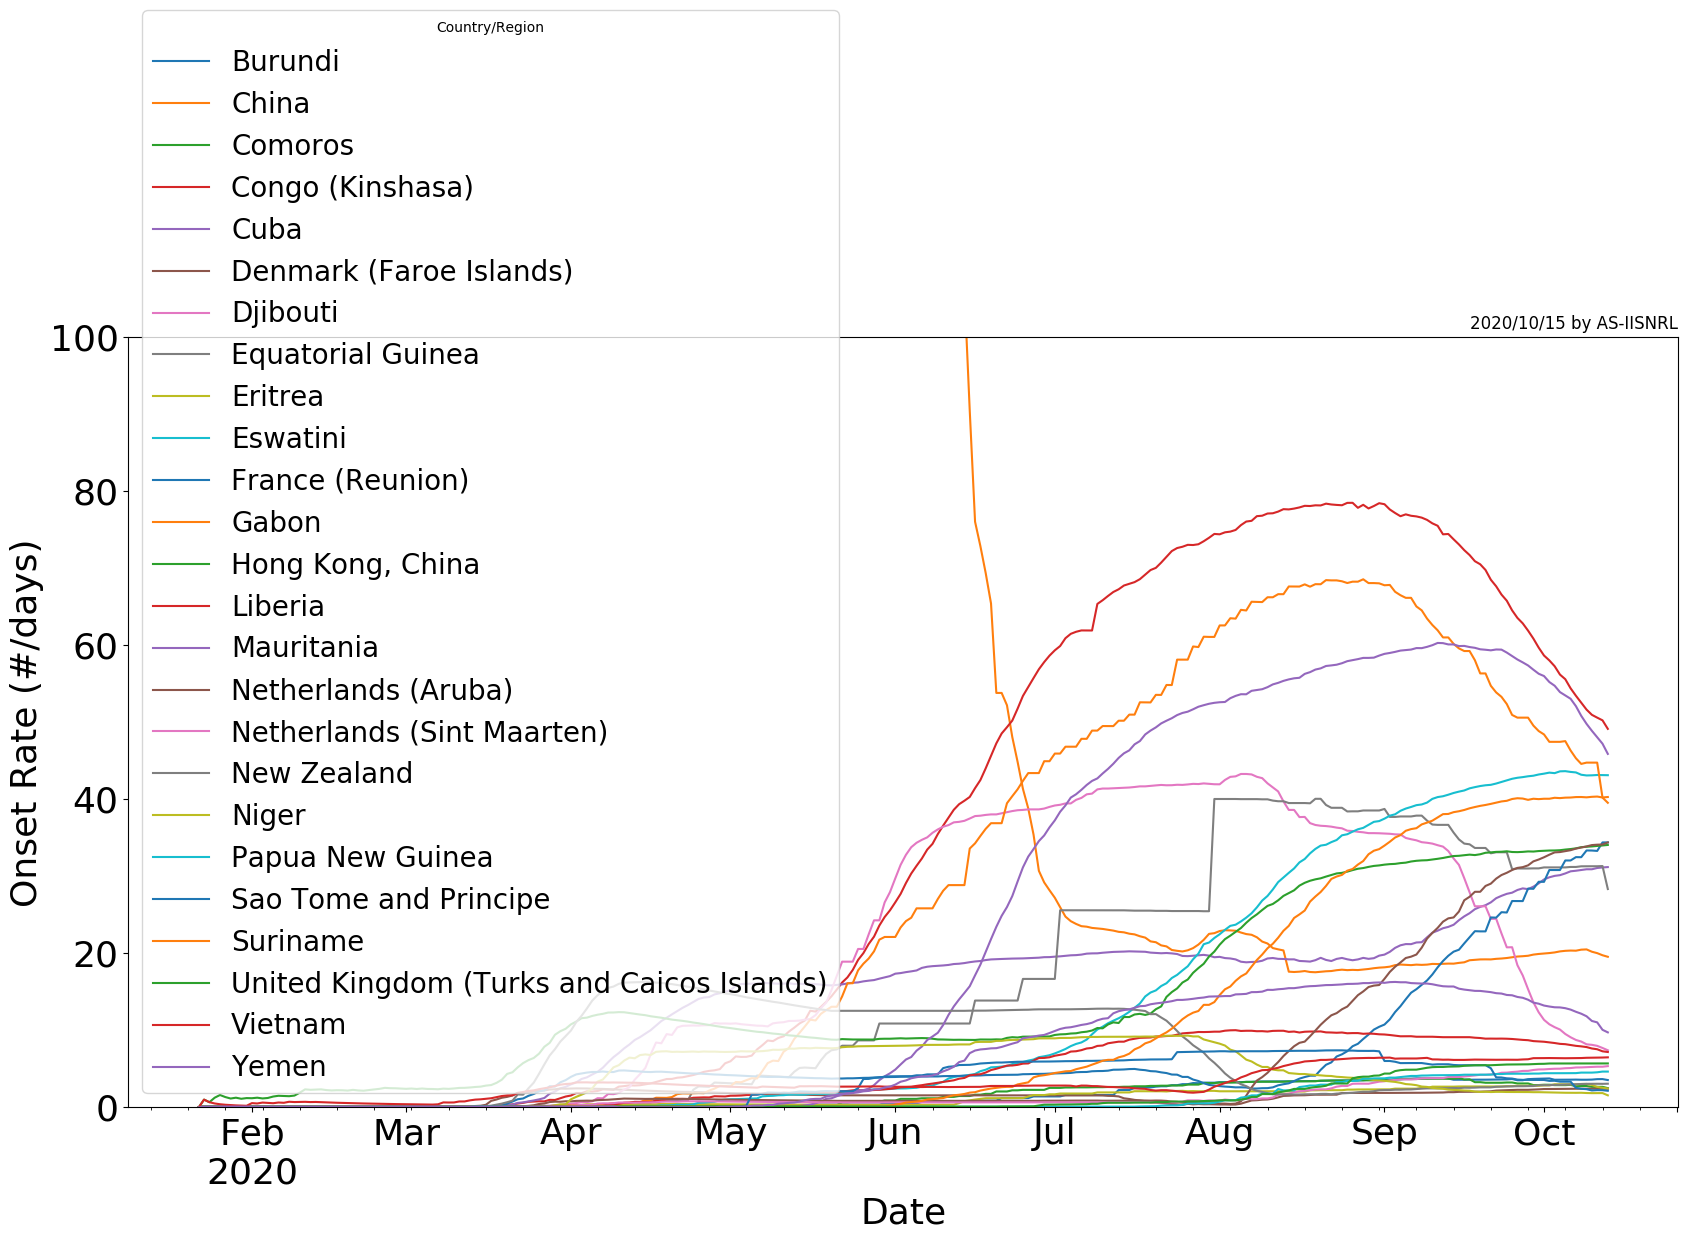 Country/Region
Burundi
China
Comoros
Congo (Kinshasa)
Cuba
Denmark (Faroe Islands)
Djibouti
Equatorial Guinea
Eritrea
Eswatini
France (Reunion)
Gabon
Hong Kong, China
Liberia
Mauritania
Netherlands (Aruba)
Netherlands (Sint Maarten)
New Zealand
Niger
Papua New Guinea
Sao Tome and Principe
Suriname
United Kingdom (Turks and Caicos Islands)
Vietnam
Yemen
2020/10/15 by AS-IISNRL
Onset Rate (#/days)
100
80
60
40
20
0
Feb Mar Apr May Jun Jul Aug Sep Oct
2020
Date